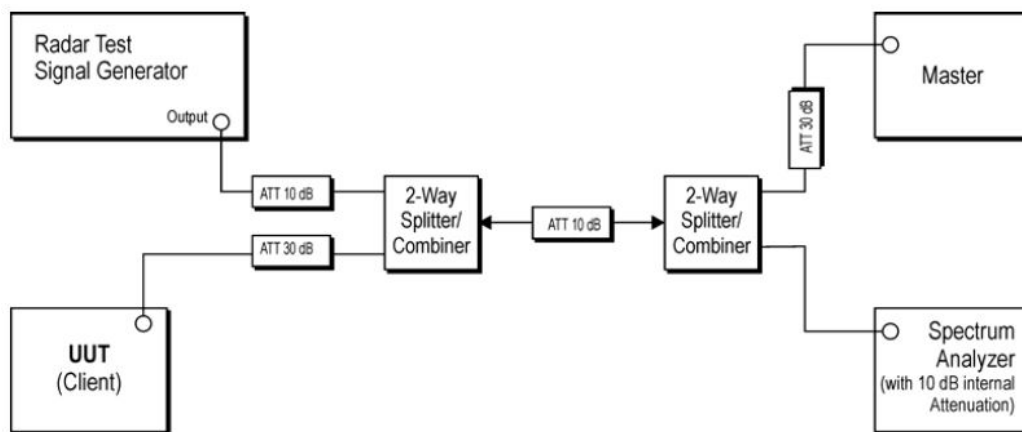 Radar Test
Signal Generator
Output
Master
ATT 30 dB
ATT 10 dB
2-Way
Splitter/
Combiner
ATT 10 dB
2-Way
Splitter/
Combiner
ATT 30 dB
UUT
(Client)
Spectrum
Analyzer
(with 10 dB internal
Attenuation)